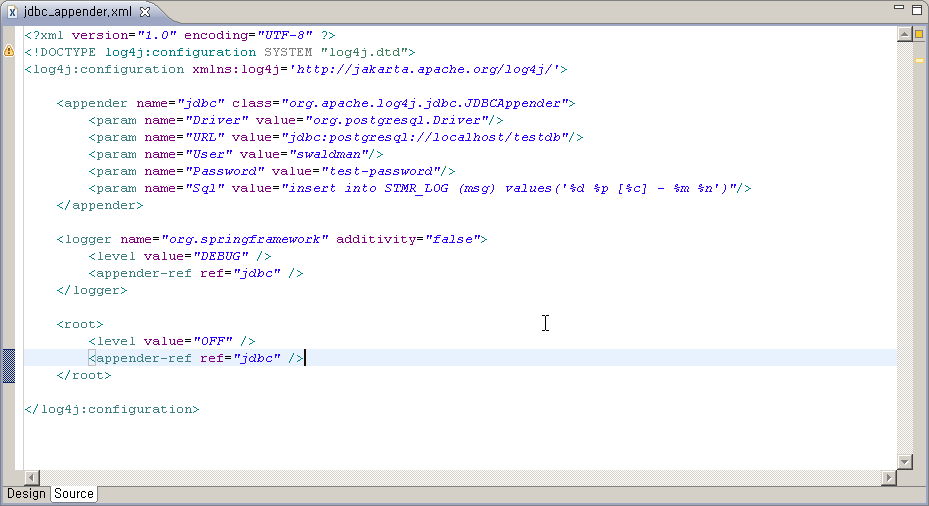 jdbc_appender.xml
<?xml version="1.0" encoding="UTF-8" ?>
<!DOCTYPE log4j:configuration SYSTEM "log4j.dtd">
<log4j:configuration xmlns:log4j='http://jakarta.apache.org/log4j/'>
<appender name="jdbc" class="org.apache.log4j.jdbc.JDBCAppender">
<param name="Driver" value="org.postgresql.Driver"/>
<param name="URL" value="jdbc:postgresql://localhost/testdb"/>
<param name="User" value="swaldman"/>
<param name="Password" value="test-password"/>
<param name="Sql" value="insert into STMR_LOG (msg) values('%d %p [%c] - %m %n')"/>
</appender>
<logger name="org.springframework" additivity="false">
<level value="DEBUG" />
<appender-ref ref="jdbc" />
</logger>
<root>
<level value="OFF" />
<appender-ref ref="jdbc" />
</root>
</log4j:configuration>
Design Source